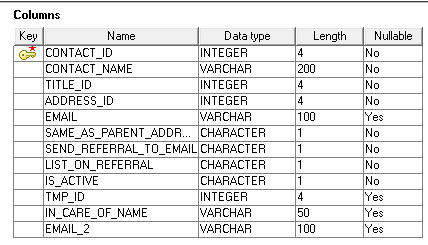 Columns
Key Name Data type Length Nullable
CONTACT_ID INTEGER 4 No
CONTACT_NAME VARCHAR 200 No
TITLE_ID INTEGER 4 No
ADDRESS_ID INTEGER 4 No
EMAIL VARCHAR 100 Yes
SAME_AS_PARENT_ADDR... CHARACTER 1 No
SEND_REFERRAL_TO_EMAIL CHARACTER 1 No
LIST_ON_REFERRAL CHARACTER 1 No
IS_ACTIVE CHARACTER 1 No
TMP_ID INTEGER 4 Yes
IN_CARE_OF_NAME VARCHAR 50 Yes
EMAIL_2 VARCHAR 100 Yes